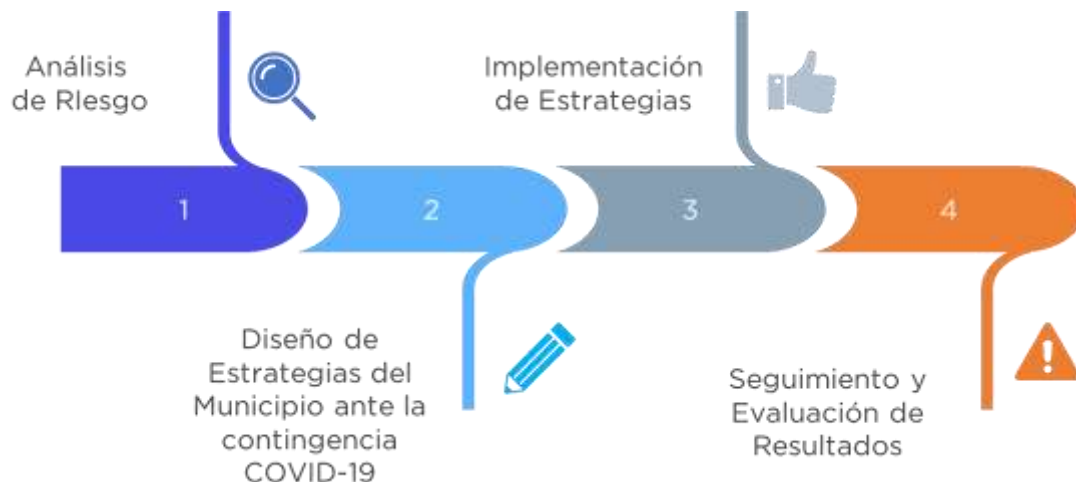 Análisis
de RIesgo
1
Diseño de
Estrategias del
Municipio ante la
contingencia
COVID-19
2
Implementación
de Estrategias
3
Seguimiento y
Evaluación de
Resultados
4